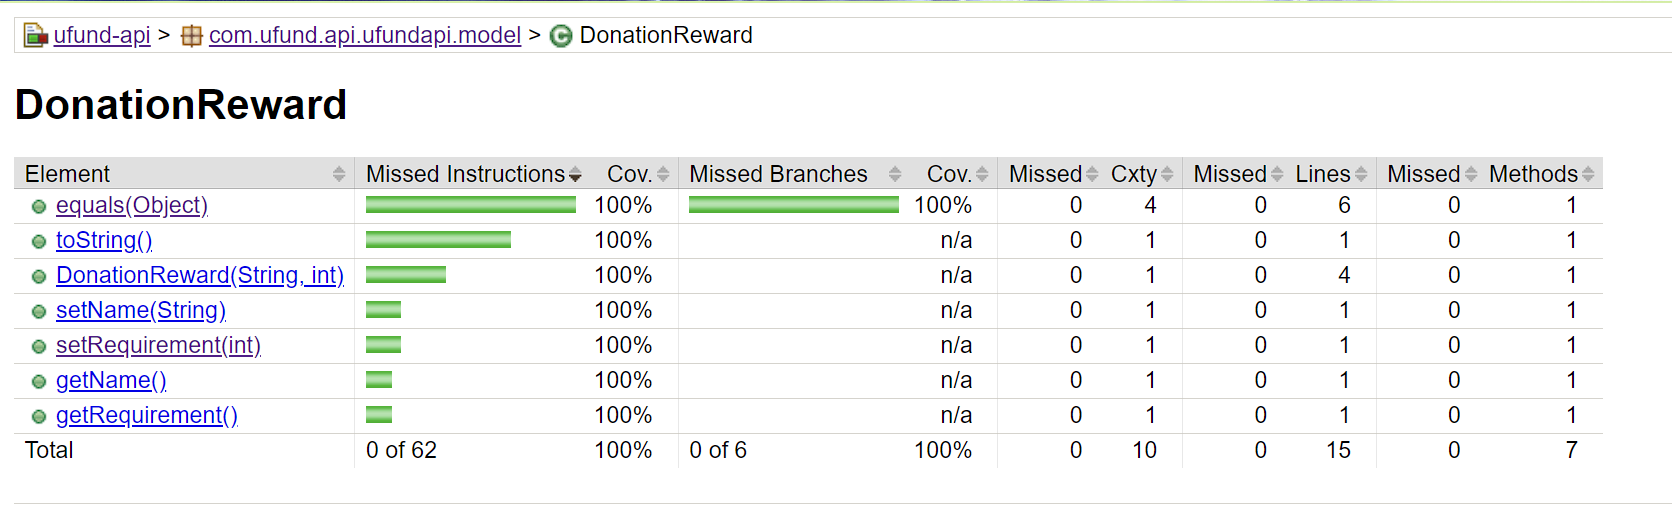 ufund-api > com.ufund.api.ufundapi.model > DonationReward
DonationReward
Element Missed Instructions Cov. Missed Branches Cov. Missed Cxty Missed Lines Missed Methods
equals(Object) 100% 100% 0 4 0 6 0 1
toString() 100% n/a 0 1 0 1 0 1
DonationReward(String, int) 100% n/a 0 1 0 4 0 1
setName(String) 100% n/a 0 1 0 1 0 1
setRequirement(int) 100% n/a 0 1 0 1 0 1
getName() 100% n/a 0 1 0 1 0 1
getRequirement() 100% n/a 0 1 0 1 0 1
Total 0 of 62 100% 0 of 6 100% 0 10 0 15 0 7